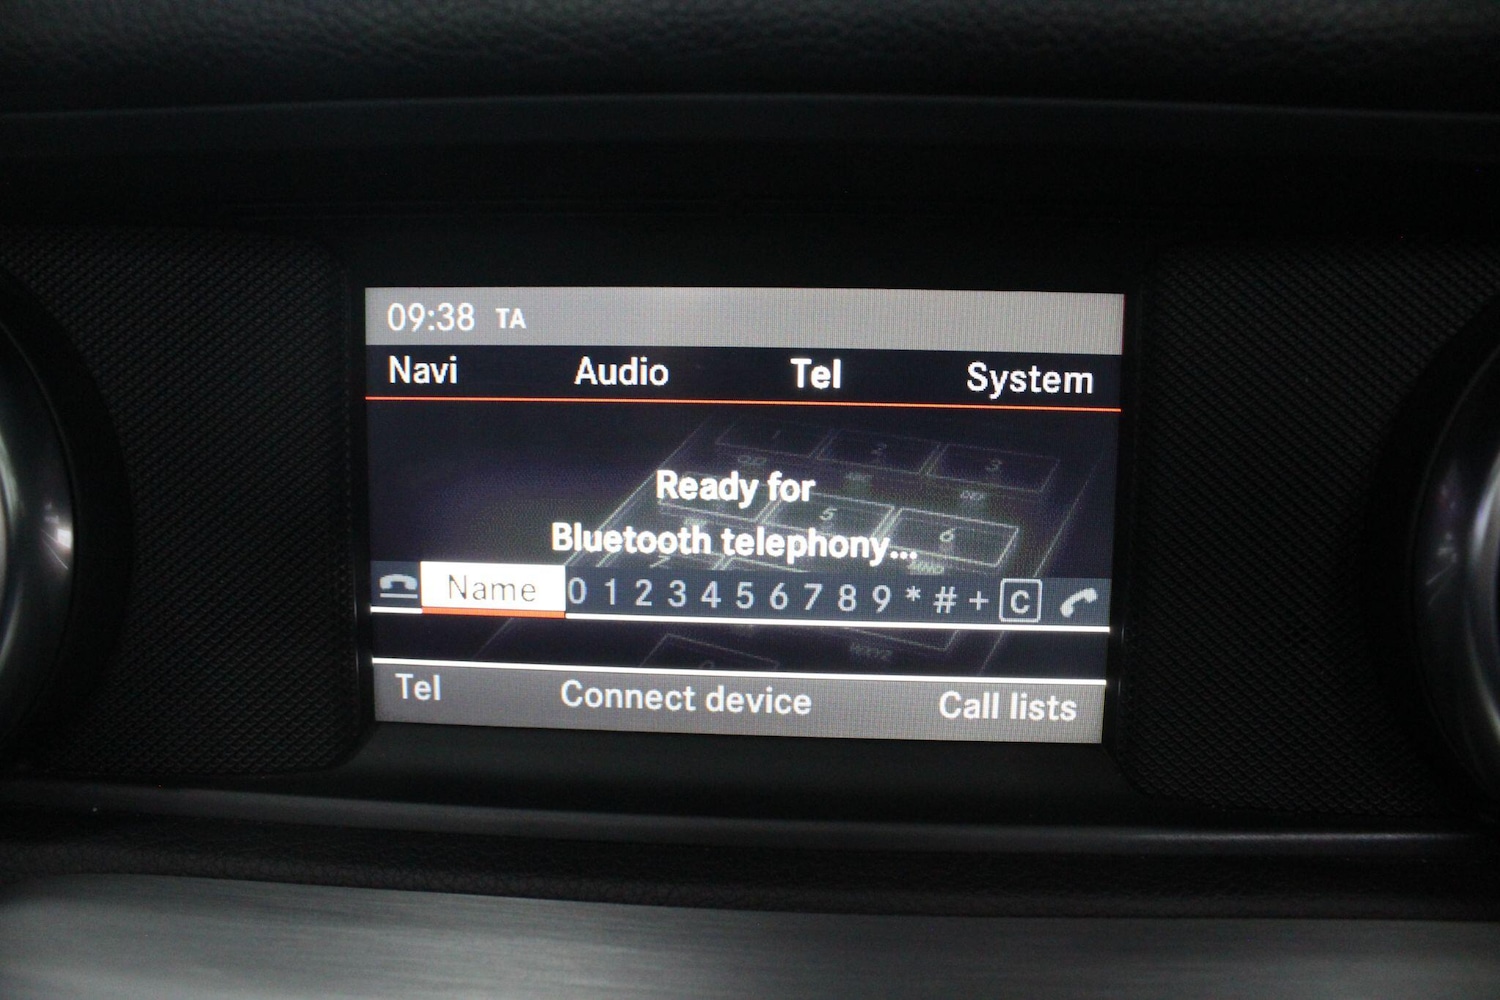 09:38 TA
Navi Audio Tel System
Ready for
Bluetooth telephony...
Name 0 1 2 3 4 5 6 7 8 9 * # + C
Tel Connect device Call lists